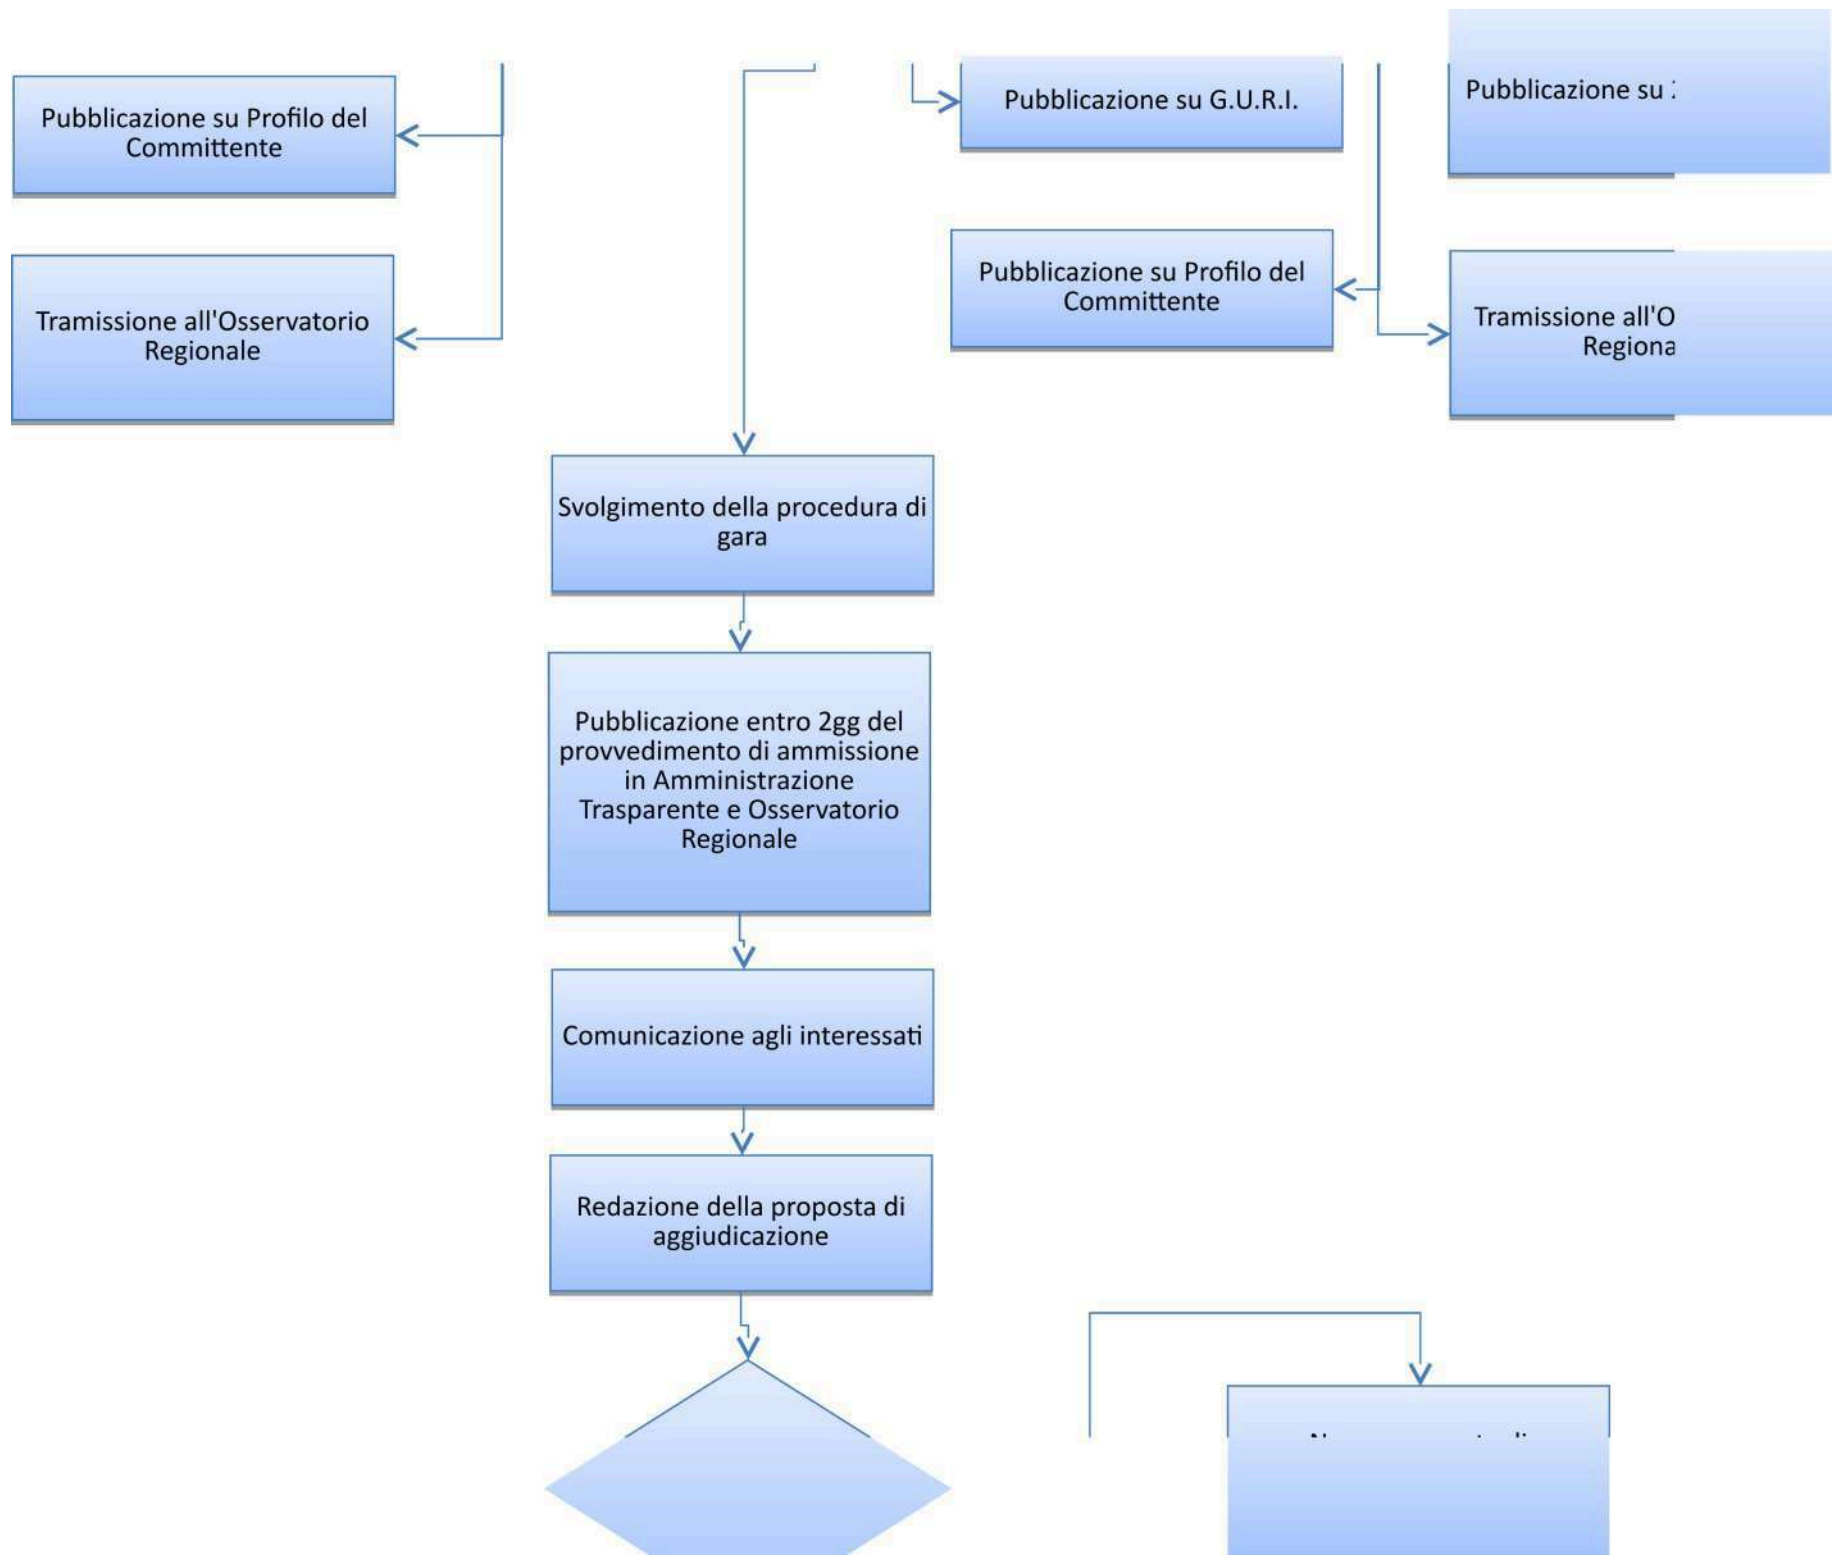 Pubblicazione su Profilo del
Committente
Tramissione all'Osservatorio
Regionale
Pubblicazione su G.U.R.I.
Pubblicazione su
Pubblicazione su Profilo del
Committente
Tramissione
Svolgimento della procedura di
gara
Pubblicazione entro 2gg del
provvedimento di ammissione
in Amministrazione
Trasparente e Osservatorio
Regionale
Comunicazione agli interessati
Redazione della proposta di
aggiudicazione